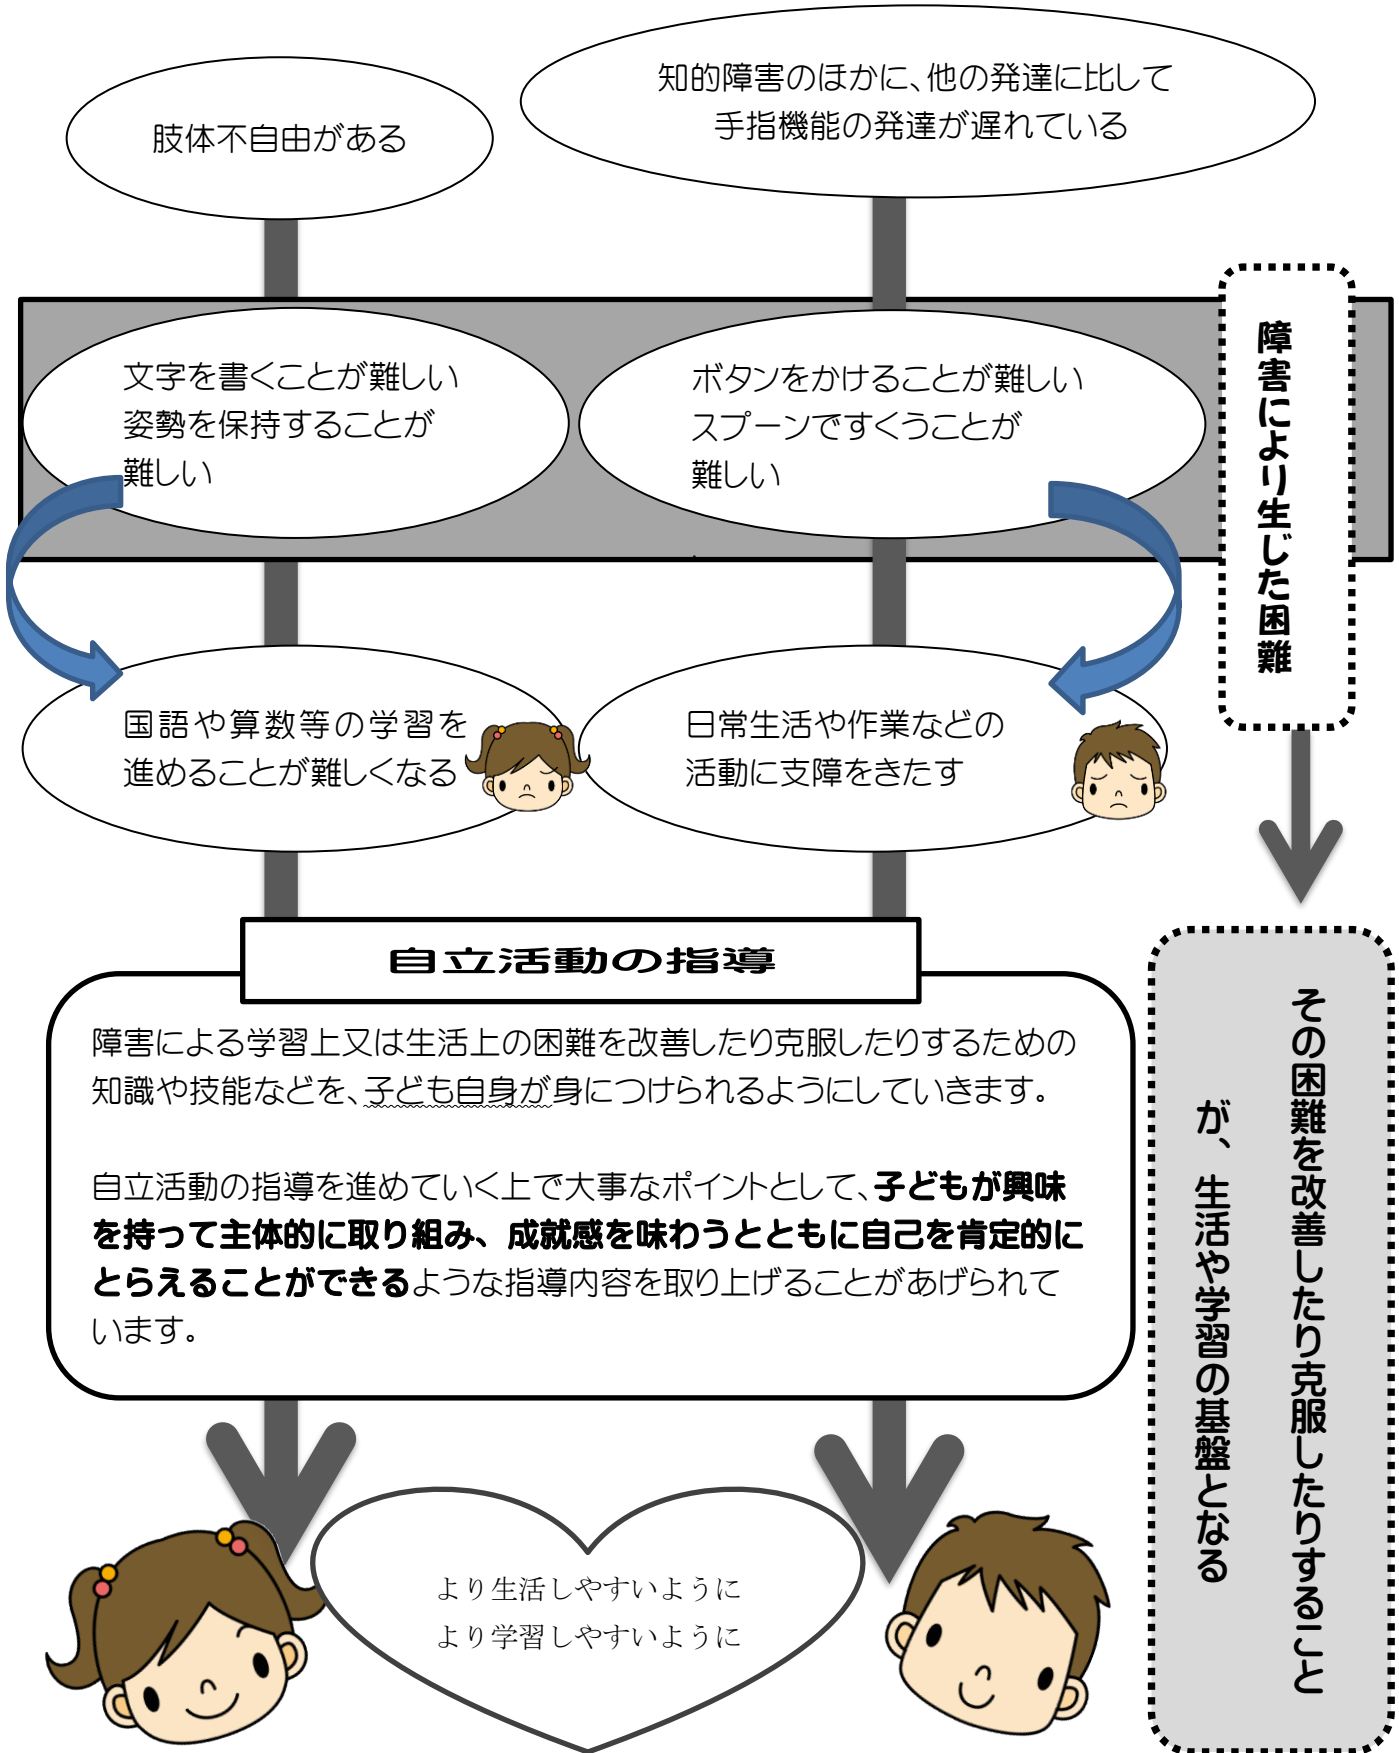 肢体不自由がある
知的障害のほかに、他の発達に比して
手指機能の発達が遅れている
文字を書くことが難しい
姿勢を保持することが
難しい
ボタンをかけることが難しい
スプーンですくうことが
難しい
障害により生じた困難
国語や算数等の学習を
進めることが難しくなる
日常生活や作業などの
活動に支障をきたす
自立活動の指導
障害による学習上又は生活上の困難を改善したり克服したりするための
知識や技能などを、子ども自身が身につけられるようにしていきます。
自立活動の指導を進めていく上で大事なポイントとして、子どもが興味
を持って主体的に取り組み、成就感を味わうとともに自己を肯定的に
とらえることができるような指導内容を取り上げることがあげられて
います。
その困難を改善したり克服したりすること
が、生活や学習の基盤となる
より生活しやすいように
より学習しやすいように